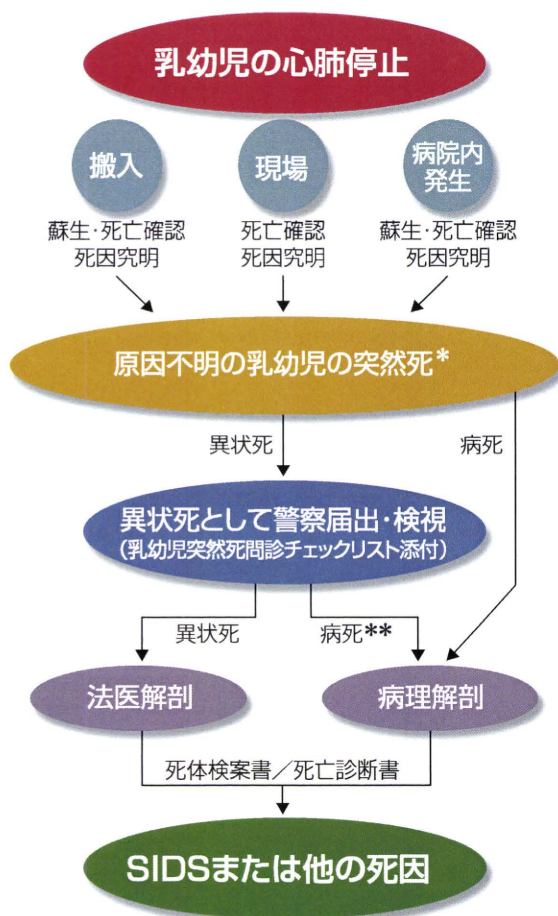 乳幼児の心肺停止
搬入
現場
病院内
発生
蘇生・死亡確認
死因究明
死亡確認
死因究明
蘇生・死亡確認
死因究明
原因不明の乳幼児の突然死*
異状死
病死
異状死として警察届出・検視
(乳幼児突然死問診チェックリスト添付)
異状死
病死**
法医解剖
病理解剖
死体検案書/死亡診断書
SIDSまたは他の死因